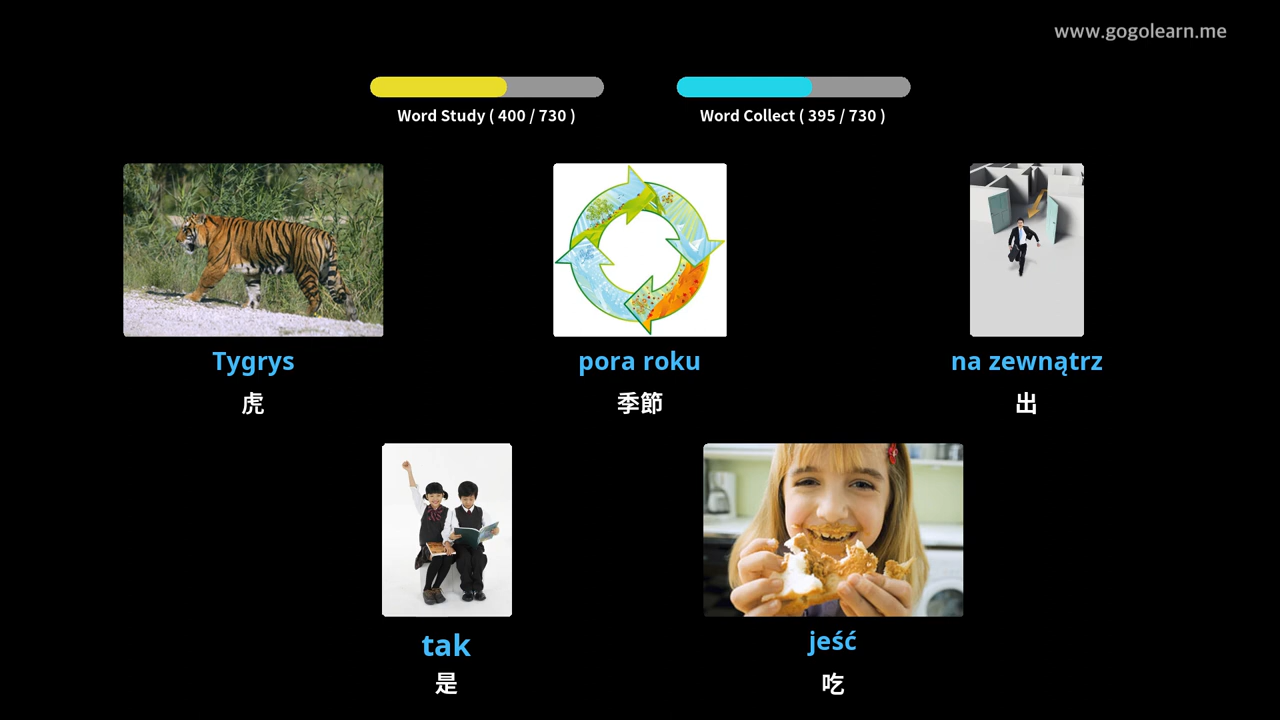 www.gogolearn.me
Word Study ( 400 / 730 )
Word Collect ( 395 / 730 )
Tygrys
虎
pora roku
季節
na zewnątrz
出
tak
是
jeść
吃